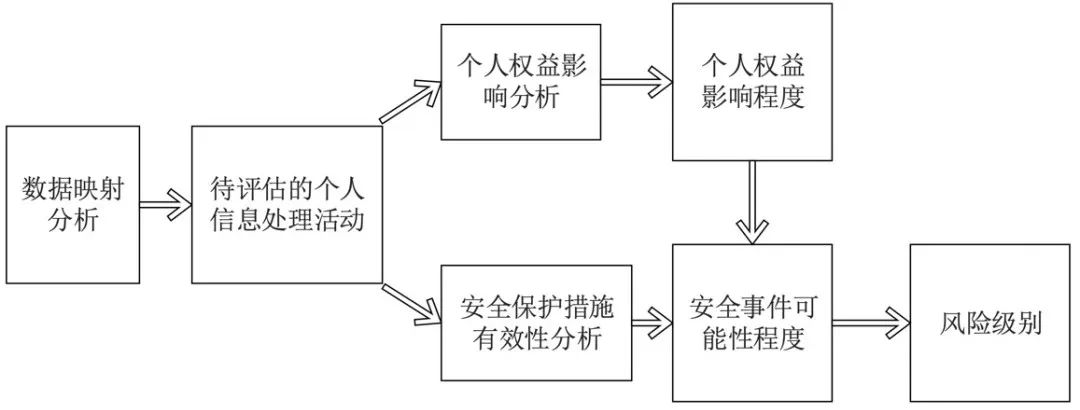 数据映射
分析
待评估的个人
信息处理活动
个人权益影
响分析
个人权益
影响程度
安全保护措施
有效性分析
安全事件可
能性程度
风险级别